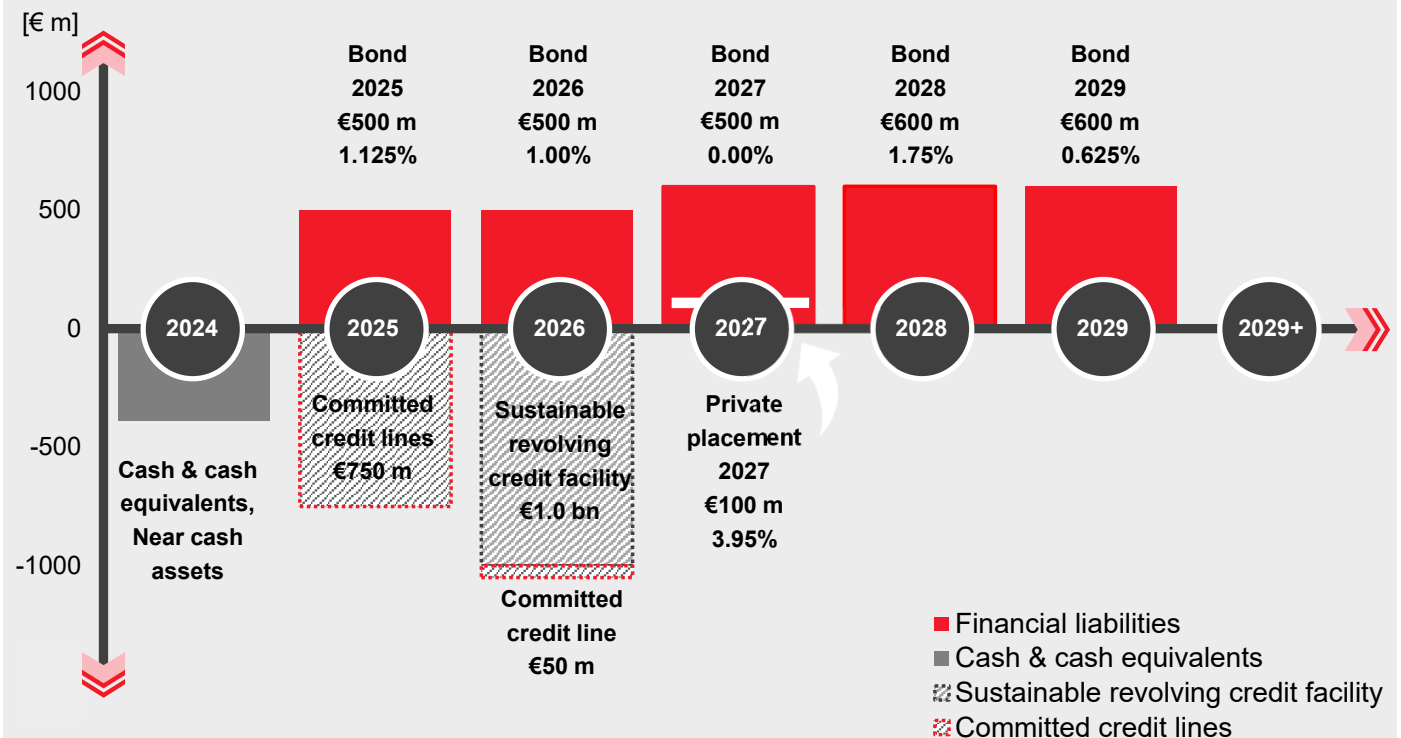 [€ m]
1000
500
0
-500
-1000
Bond
2025
€500 m
1.125%
Bond
2026
€500 m
1.00%
Bond
2027
€500 m
0.00%
Bond
2028
€600 m
1.75%
Bond
2029
€600 m
0.625%
2024
2025
2026
2027
2028
2029
2029+
Cash & cash
equivalents,
Near cash
assets
Committed
credit lines
€750 m
Sustainable
revolving
credit facility
€1.0 bn
Committed
credit line
€50 m
Private
placement
2027
€100 m
3.95%
Financial liabilities
Cash & cash equivalents
Sustainable revolving credit facility
Committed credit lines